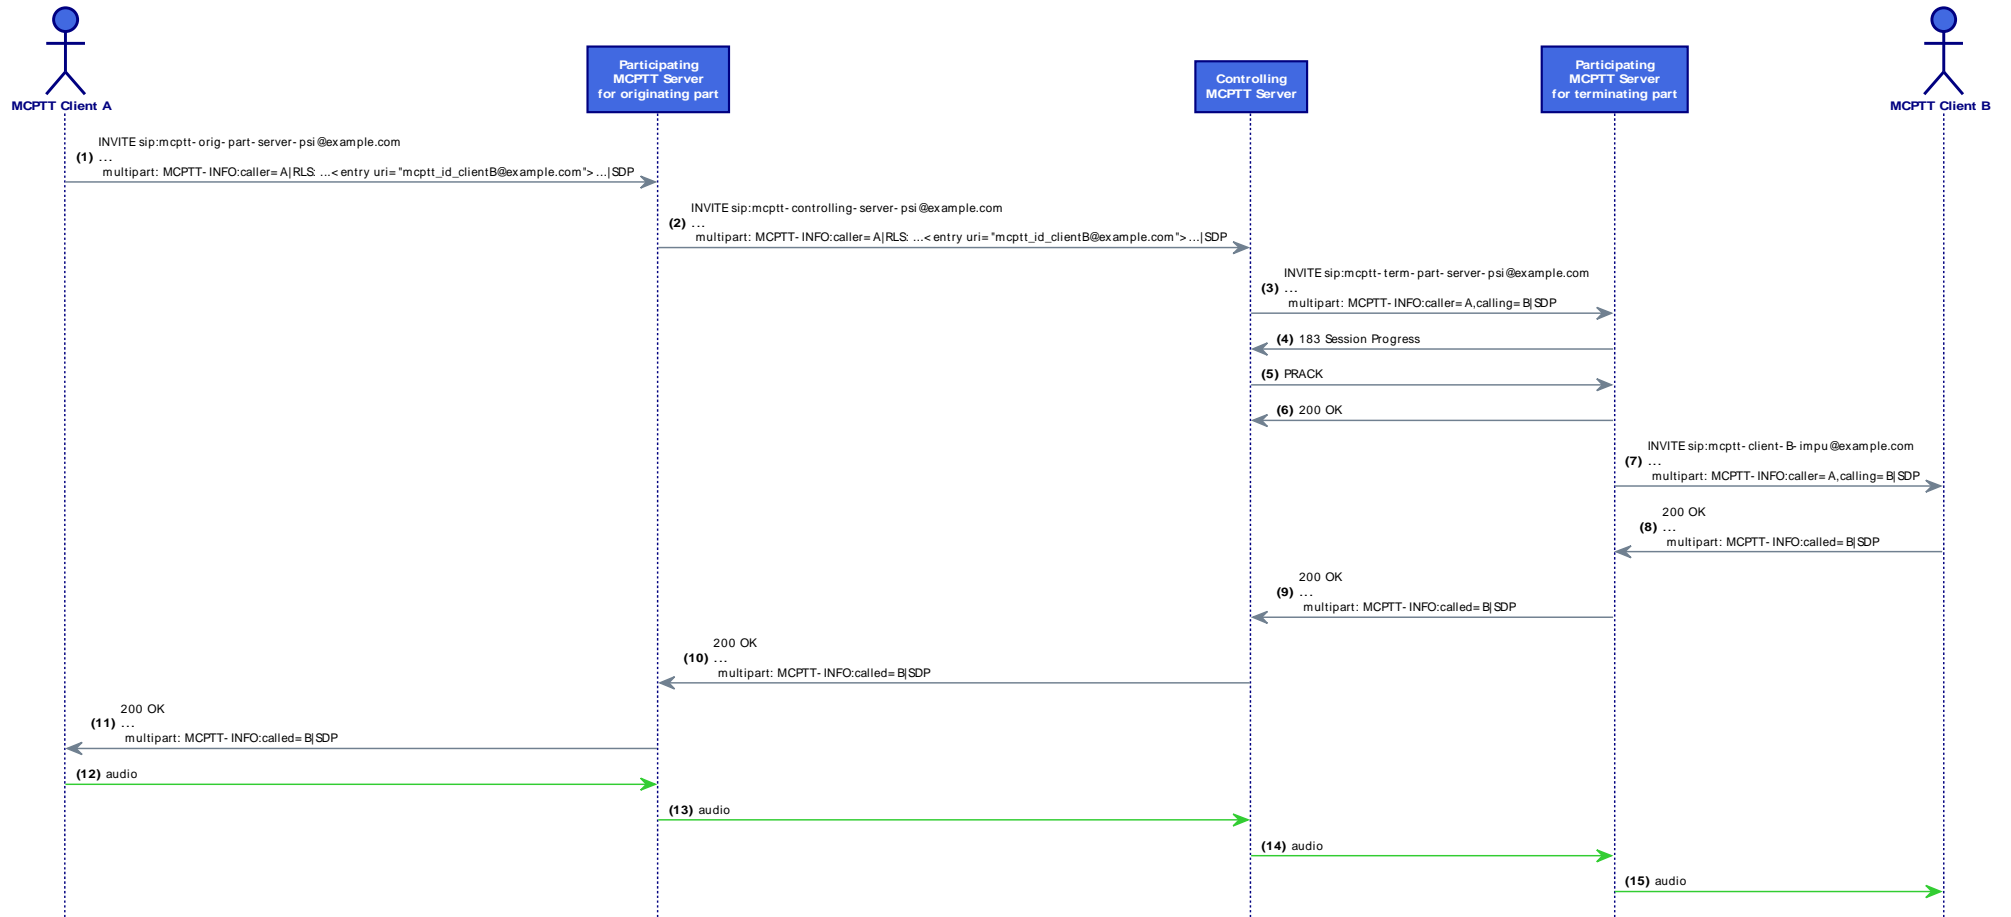 MCPTT Client A
Participating
MCPTT Server
for originating part
Controlling
MCPTT Server
Participating
MCPTT Server
for terminating part
MCPTT Client B
INVITE sip:mcptt-orig-part-server-psi@example.com
(1) ...
multipart: MCPTT-INFO:caller=A|RLS: ...<entry uri="mcptt_id_clientB@example.com">...|SDP
INVITE sip:mcptt-controlling-server-psi@example.com
(2) ...
multipart: MCPTT-INFO:caller=A|RLS: ...<entry uri="mcptt_id_clientB@example.com">...|SDP
INVITE sip:mcptt-term-part-server-psi@example.com
(3) ...
multipart: MCPTT-INFO:caller=A,calling=B|SDP
(4) 183 Session Progress
(5) PRACK
(6) 200 OK
INVITE sip:mcptt-client-B-impu@example.com
(7) ...
multipart: MCPTT-INFO:caller=A,calling=B|SDP
200 OK
(8) ...
multipart: MCPTT-INFO:called=B|SDP
200 OK
(9) ...
multipart: MCPTT-INFO:called=B|SDP
200 OK
(10) ...
multipart: MCPTT-INFO:called=B|SDP
200 OK
(11) ...
multipart: MCPTT-INFO:called=B|SDP
(12) audio
(13) audio
(14) audio
(15) audio